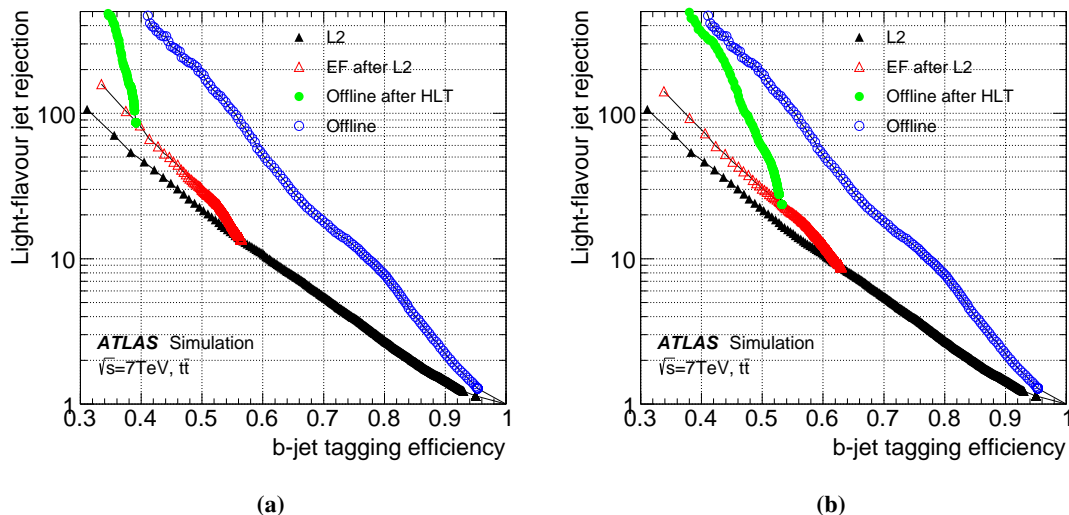 Light-flavour jet rejection
100
10
1
L2
EF after L2
Offline after HLT
Offline
ATLAS Simulation
√s=7TeV, tt̄
0.3 0.4 0.5 0.6 0.7 0.8 0.9 1
b-jet tagging efficiency
(a)
Light-flavour jet rejection
100
10
1
L2
EF after L2
Offline after HLT
Offline
ATLAS Simulation
√s=7TeV, tt̄
0.3 0.4 0.5 0.6 0.7 0.8 0.9 1
b-jet tagging efficiency
(b)